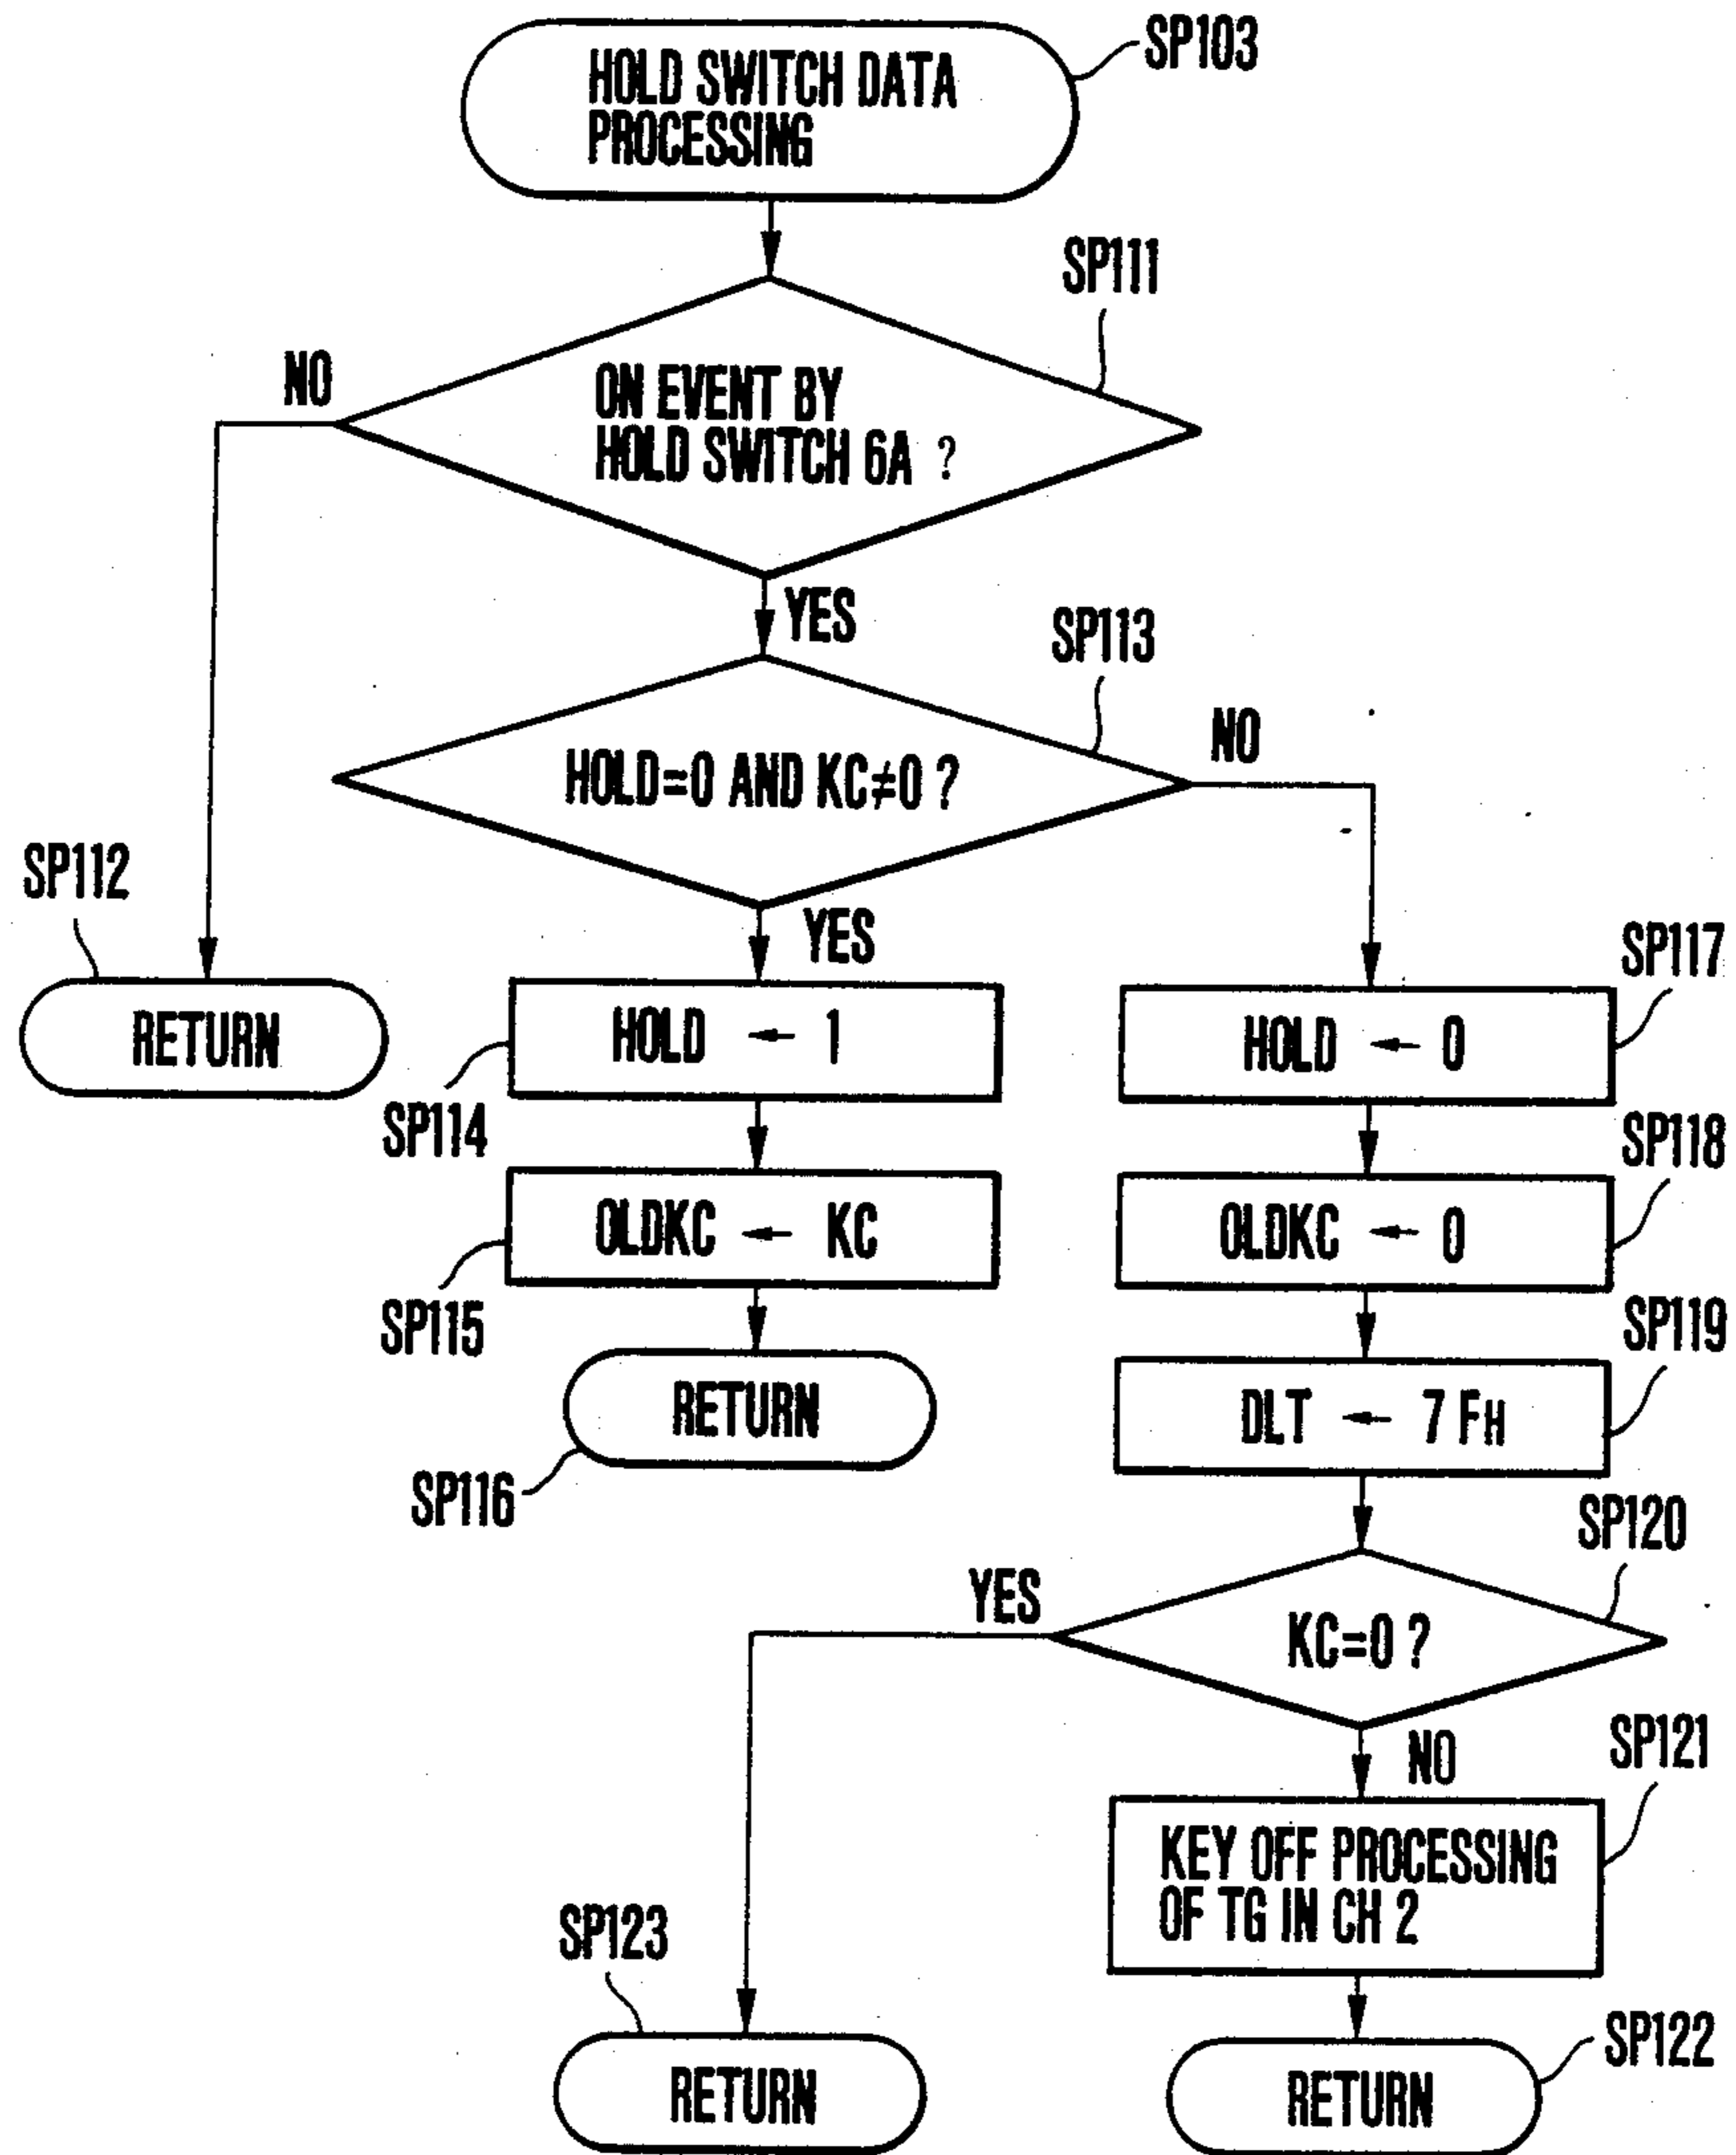 HOLD SWITCH DATA
PROCESSING
SP103
SP111
NO
ON EVENT BY
HOLD SWITCH 6A ?
YES
SP113
NO
HOLD=0 AND KC≠0 ?
SP112
YES
SP117
RETURN
HOLD ← 1
HOLD ← 0
SP114
SP118
OLDKC ← KC
OLDKC ← 0
SP115
SP119
RETURN
DLT ← 7 FH
SP116
SP120
YES
KC=0 ?
SP121
NO
KEY OFF PROCESSING
OF TG IN CH 2
SP123
SP122
RETURN
RETURN